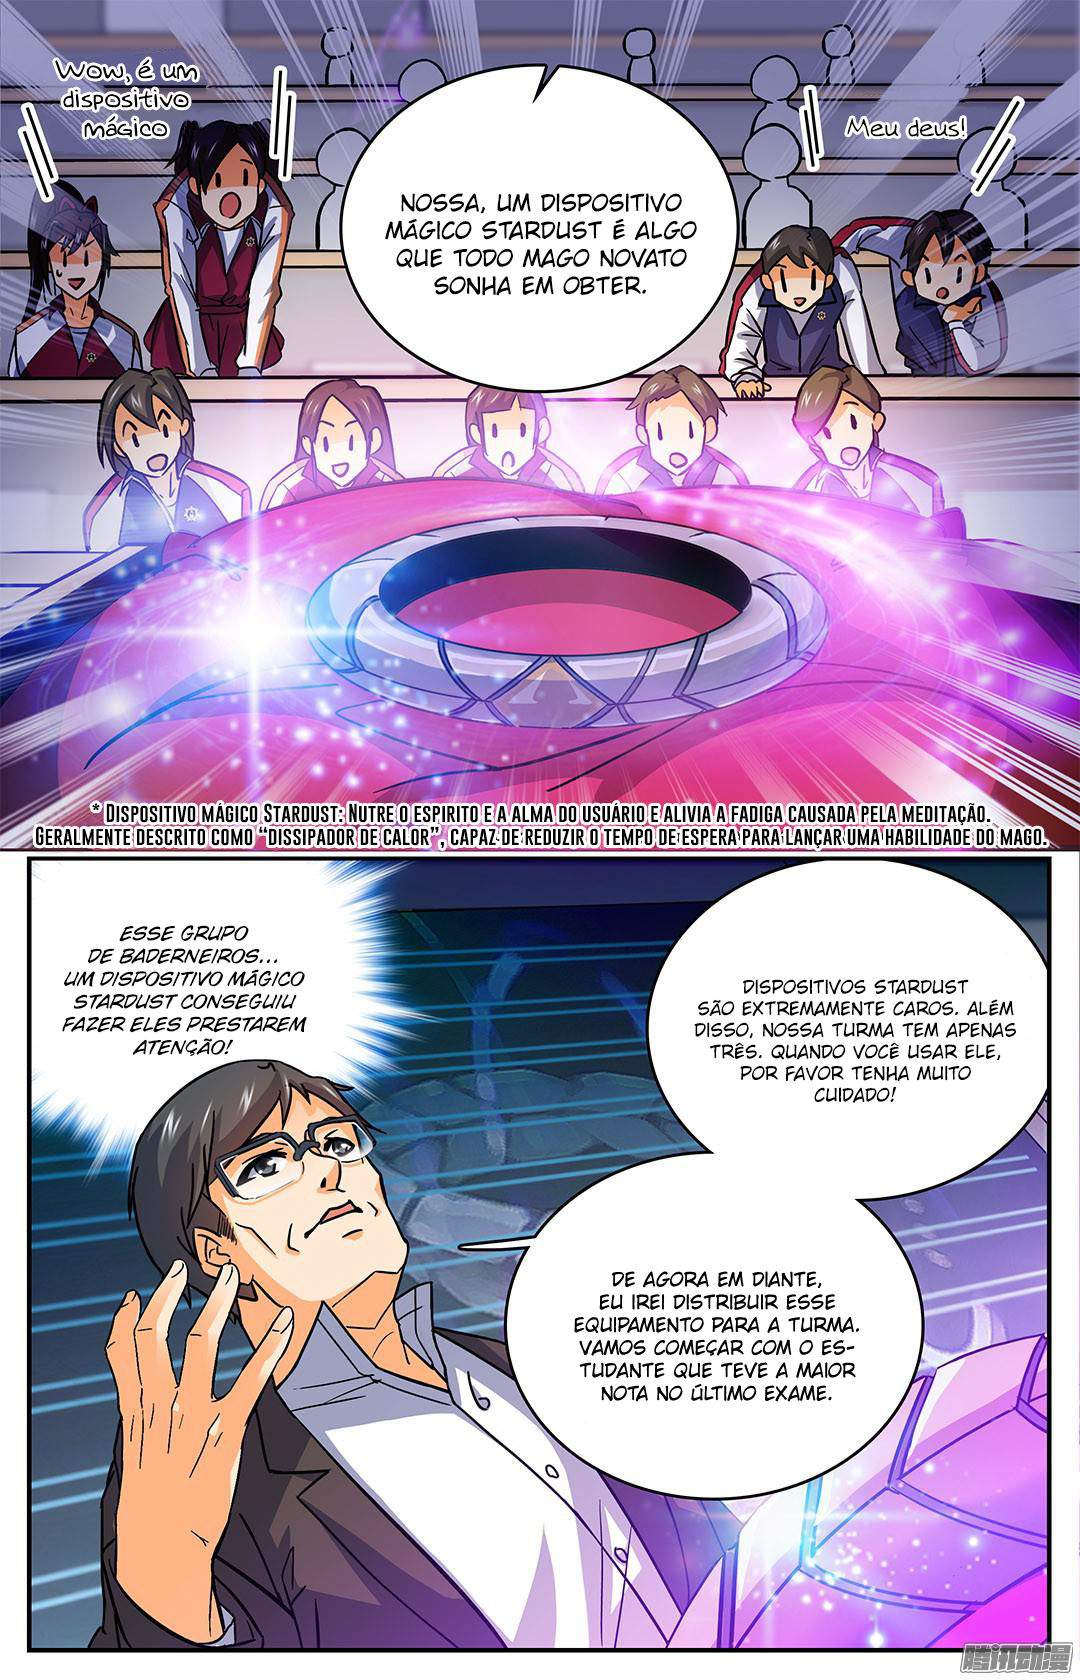 Wow, é um
dispositivo
mágico
Meu deus!
NOSSA, UM DISPOSITIVO
MÁGICO STARDUST É ALGO
QUE TODO MAGO NOVATO
SONHA EM OBTER.
* DISPOSITIVO MÁGICO STARDUST: NUTRE O ESPIRITO E A ALMA DO USUÁRIO E ALIVIA A FADIGA CAUSADA PELA MEDITAÇÃO.
GERALMENTE DESCRITO COMO “DISSIPADOR DE CALOR”, CAPAZ DE REDUZIR O TEMPO DE ESPERA PARA LANÇAR UMA HABILIDADE DO MAGO.
ESSE GRUPO
DE BADERNEIROS...
UM DISPOSITIVO MÁGICO
STARDUST CONSEGUIU
FAZER ELES PRESTAREM
ATENÇÃO!
DISPOSITIVOS STARDUST
SÃO EXTREMAMENTE CAROS. ALÉM
DISSO, NOSSA TURMA TEM APENAS
TRÊS. QUANDO VOCÊ USAR ELE,
POR FAVOR TENHA MUITO
CUIDADO!
DE AGORA EM DIANTE,
EU IREI DISTRIBUIR ESSE
EQUIPAMENTO PARA A TURMA.
VAMOS COMEÇAR COM O ES-
TUDANTE QUE TEVE A MAIOR
NOTA NO ÚLTIMO EXAME.
腾讯动漫